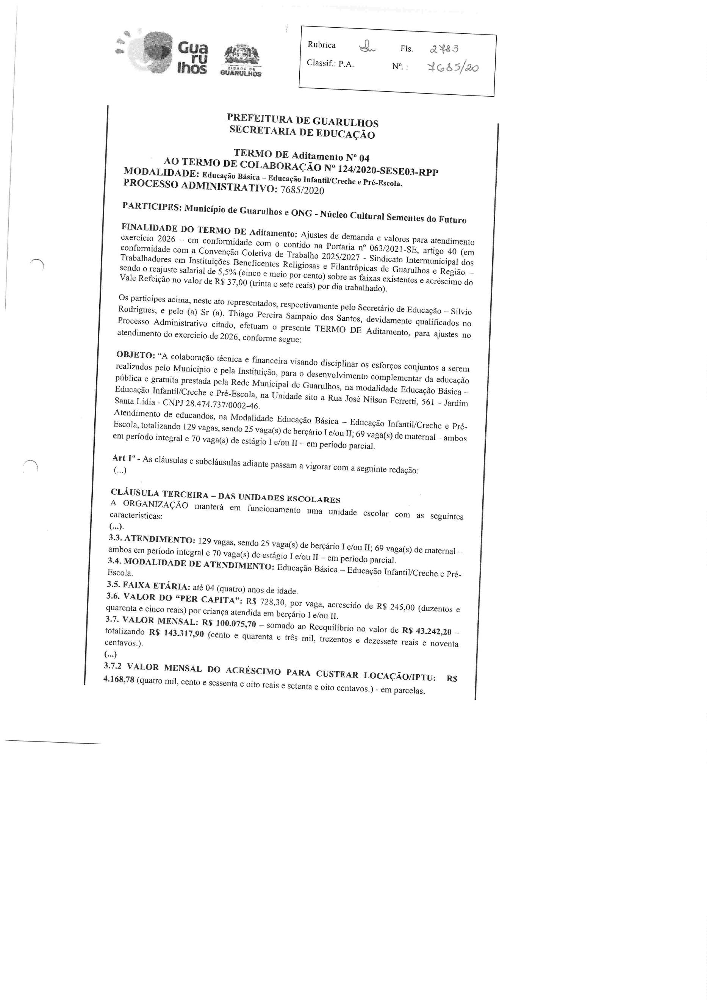 Gua
ru
lhos
CIDADE DE
GUARULHOS
Rubrica Fls. 2783
Classif.: P.A. Nº. : 7685/20
PREFEITURA DE GUARULHOS
SECRETARIA DE EDUCAÇÃO
TERMO DE Aditamento Nº 04
AO TERMO DE COLABORAÇÃO Nº 124/2020-SESE03-RPP
MODALIDADE: Educação Básica – Educação Infantil/Creche e Pré-Escola.
PROCESSO ADMINISTRATIVO: 7685/2020
PARTICIPES: Município de Guarulhos e ONG - Núcleo Cultural Sementes do Futuro
FINALIDADE DO TERMO DE Aditamento: Ajustes de demanda e valores para atendimento
exercício 2026 – em conformidade com o contido na Portaria nº 063/2021-SE, artigo 40 (em
conformidade com a Convenção Coletiva de Trabalho 2025/2027 - Sindicato Intermunicipal dos
Trabalhadores em Instituições Beneficentes Religiosas e Filantrópicas de Guarulhos e Região –
sendo o reajuste salarial de 5,5% (cinco e meio por cento) sobre as faixas existentes e acréscimo do
Vale Refeição no valor de R$ 37,00 (trinta e sete reais) por dia trabalhado).
Os participes acima, neste ato representados, respectivamente pelo Secretário de Educação – Silvio
Rodrigues, e pelo (a) Sr (a). Thiago Pereira Sampaio dos Santos, devidamente qualificados no
Processo Administrativo citado, efetuam o presente TERMO DE Aditamento, para ajustes no
atendimento do exercício de 2026, conforme segue:
OBJETO: “A colaboração técnica e financeira visando disciplinar os esforços conjuntos a serem
realizados pelo Município e pela Instituição, para o desenvolvimento complementar da educação
pública e gratuita prestada pela Rede Municipal de Guarulhos, na modalidade Educação Básica –
Educação Infantil/Creche e Pré-Escola, na Unidade sito a Rua José Nilson Ferretti, 561 - Jardim
Santa Lidia - CNPJ 28.474.737/0002-46.
Atendimento de educandos, na Modalidade Educação Básica – Educação Infantil/Creche e Pré-
Escola, totalizando 129 vagas, sendo 25 vaga(s) de berçário I e/ou II; 69 vaga(s) de maternal – ambos
em período integral e 70 vaga(s) de estágio I e/ou II – em período parcial.
Art 1º - As cláusulas e subcláusulas adiante passam a vigorar com a seguinte redação:
(...)
CLÁUSULA TERCEIRA – DAS UNIDADES ESCOLARES
A ORGANIZAÇÃO manterá em funcionamento uma unidade escolar com as seguintes
características:
(...).
3.3. ATENDIMENTO: 129 vagas, sendo 25 vaga(s) de berçário I e/ou II; 69 vaga(s) de maternal –
ambos em período integral e 70 vaga(s) de estágio I e/ou II – em período parcial.
3.4. MODALIDADE DE ATENDIMENTO: Educação Básica – Educação Infantil/Creche e Pré-
Escola.
3.5. FAIXA ETÁRIA: até 04 (quatro) anos de idade.
3.6. VALOR DO “PER CAPITA”: R$ 728,30, por vaga, acrescido de R$ 245,00 (duzentos e
quarenta e cinco reais) por criança atendida em berçário I e/ou II.
3.7. VALOR MENSAL: R$ 100.075,70 – somado ao Reequilíbrio no valor de R$ 43.242,20 –
totalizando R$ 143.317,90 (cento e quarenta e três mil, trezentos e dezessete reais e noventa
centavos.).
(...)
3.7.2 VALOR MENSAL DO ACRÉSCIMO PARA CUSTEAR LOCAÇÃO/IPTU: R$
4.168,78 (quatro mil, cento e sessenta e oito reais e setenta e oito centavos.) - em parcelas.